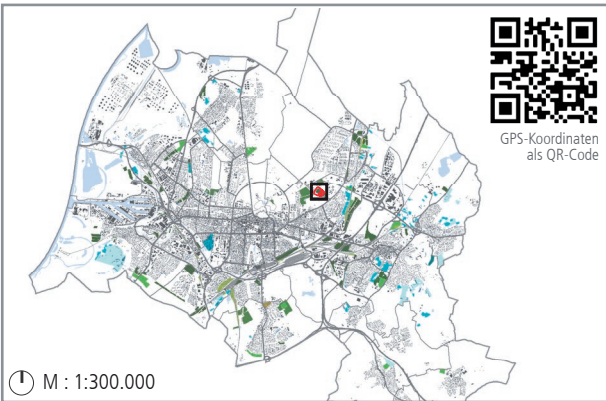 GPS-Koordinaten
als QR-Code
M : 1:300.000